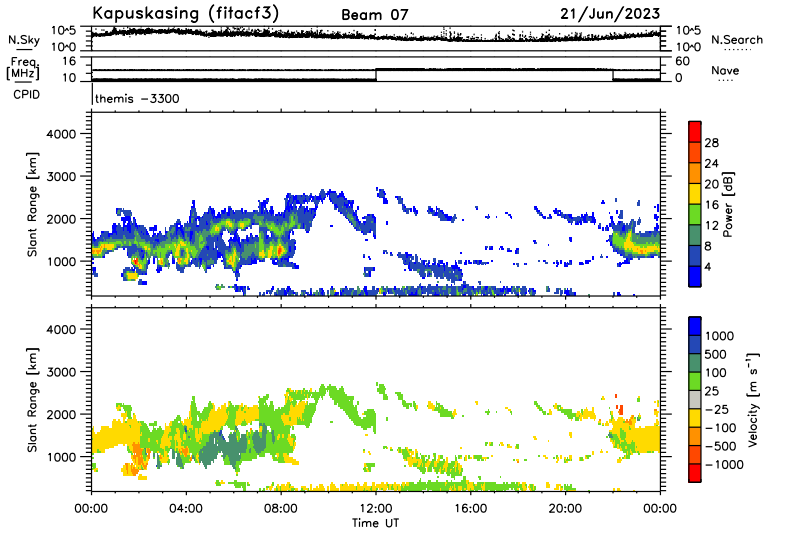 Kapuskasing (fitacf3) Beam 07 21/Jun/2023
N.Sky 10^5 10^0 10^5 10^0 N.Search
Freq. [MHz] 16 10 60 0 Nave
CPID themis -3300
Slant Range [km] 4000 3000 2000 1000
Power [dB] 28 24 20 16 12 8 4
Slant Range [km] 4000 3000 2000 1000
Velocity [m s⁻¹] 1000 500 100 25 -25 -100 -500 -1000
00:00 04:00 08:00 12:00 16:00 20:00 00:00
Time UT